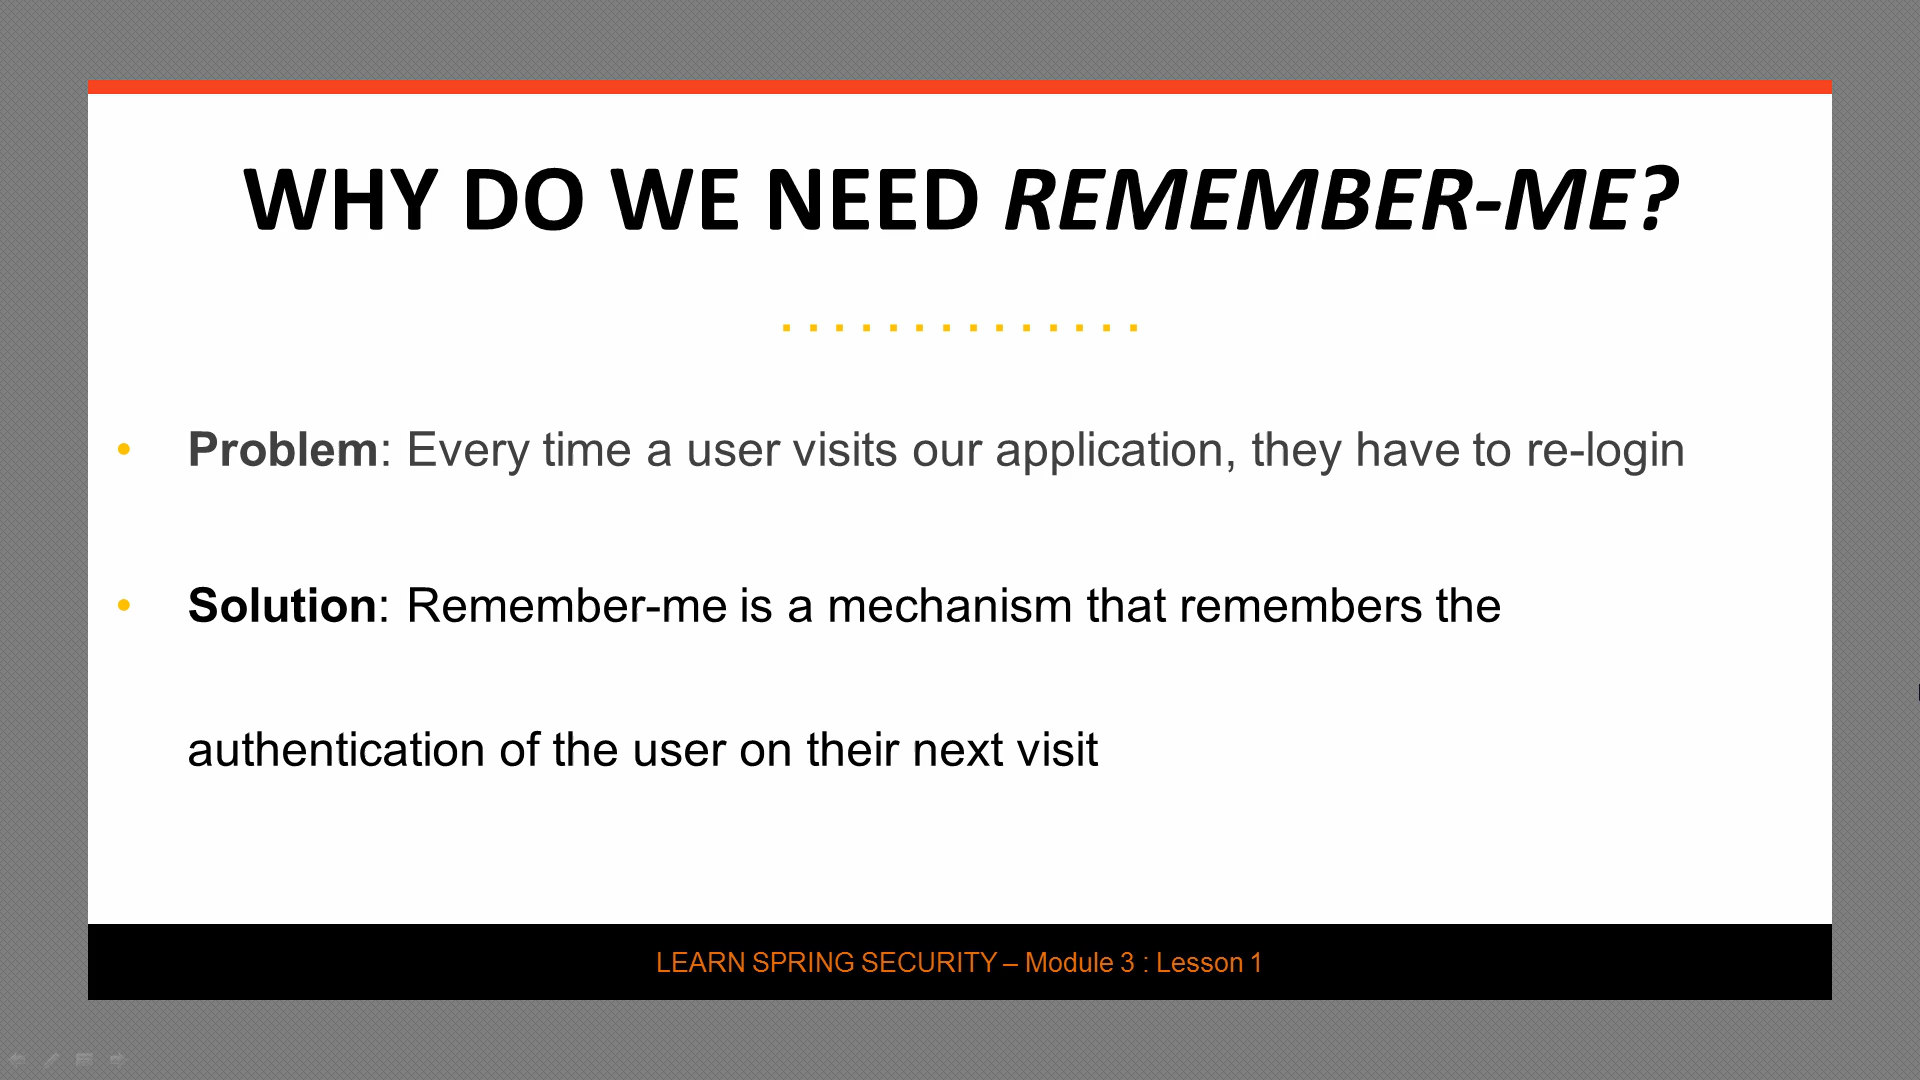 WHY DO WE NEED REMEMBER-ME?
• Problem: Every time a user visits our application, they have to re-login
• Solution: Remember-me is a mechanism that remembers the
authentication of the user on their next visit
LEARN SPRING SECURITY – Module 3 : Lesson 1